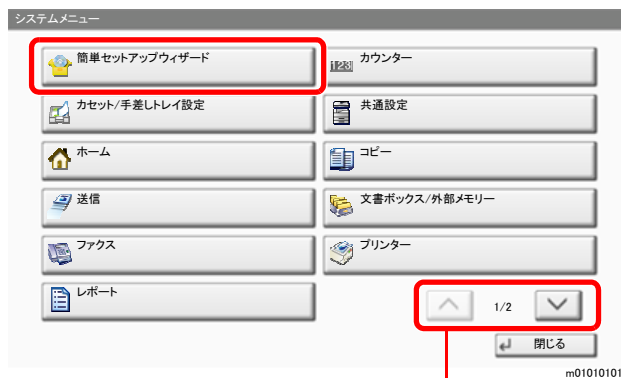 システムメニュー
簡単セットアップウィザード
123 カウンター
カセット/手差しトレイ設定
共通設定
ホーム
コピー
送信
文書ボックス/外部メモリー
ファクス
プリンター
レポート
1/2
閉じる
m01010101